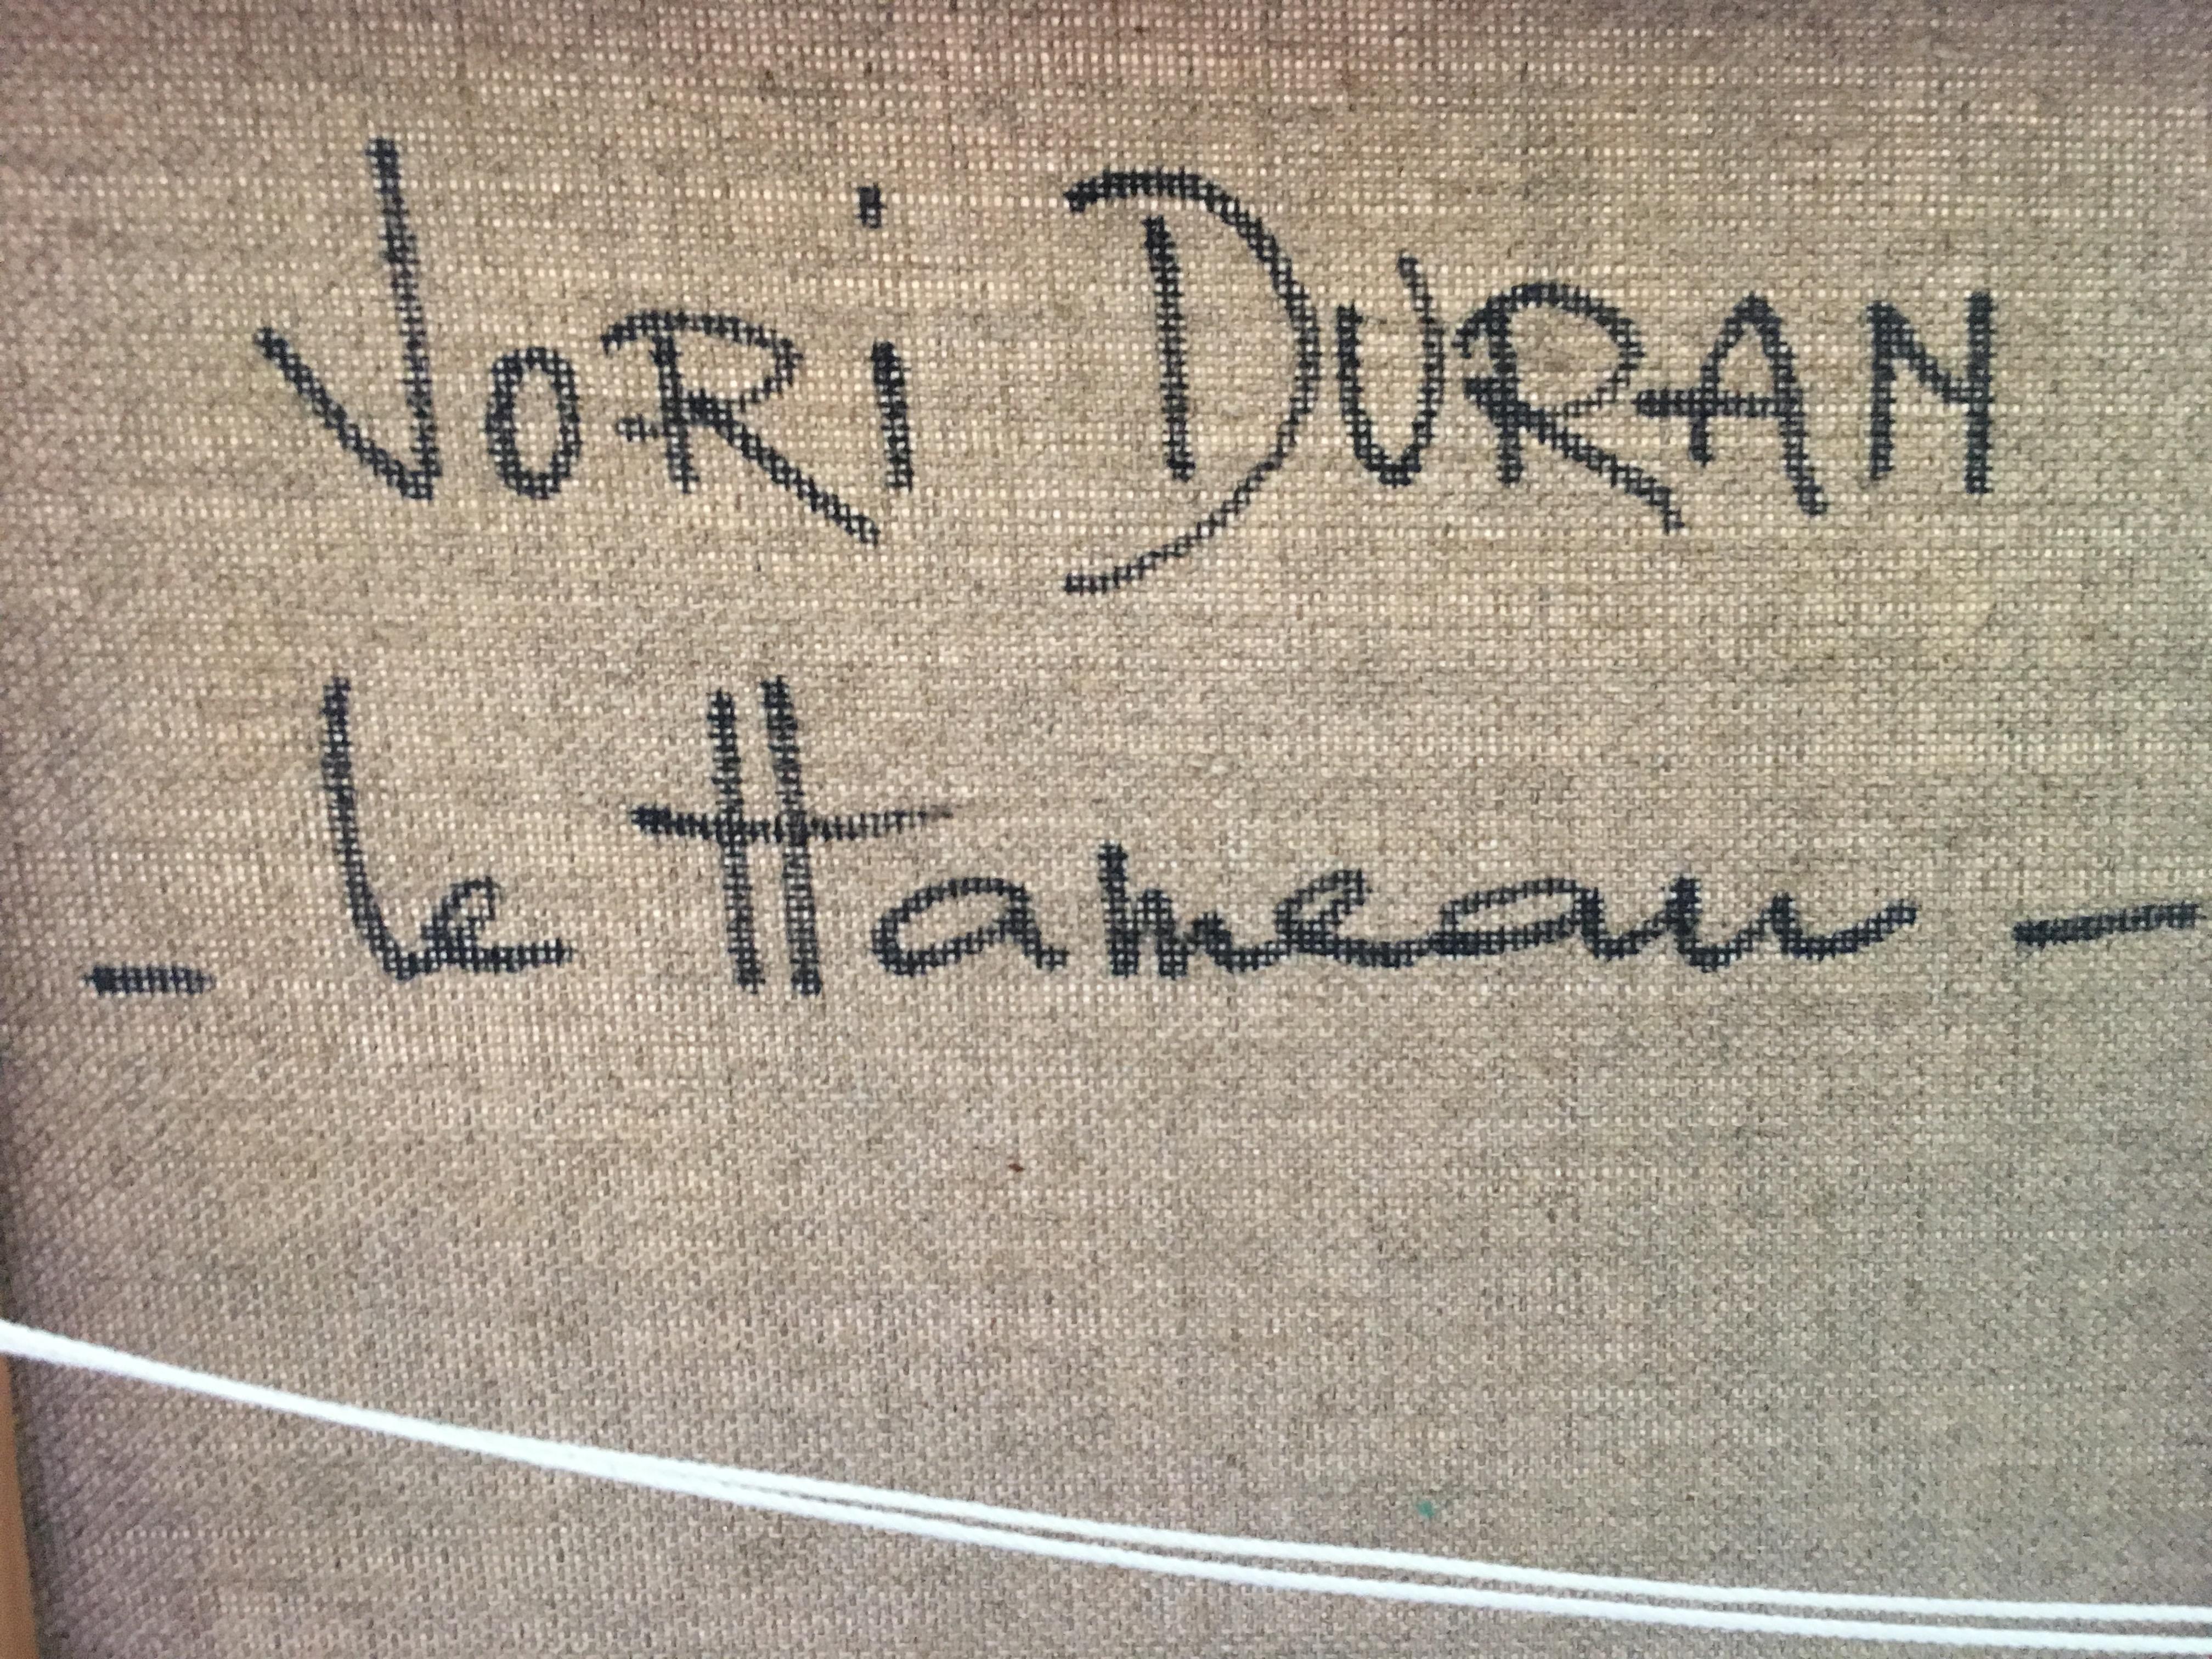 JORi DURAN
- Le Hameau -